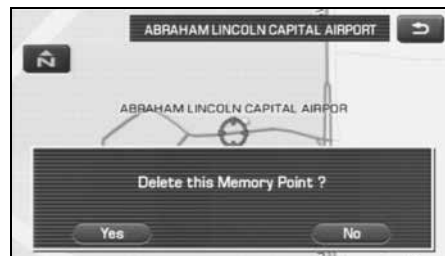 ABRAHAM LINCOLN CAPITAL AIRPORT
N
ABRAHAM LINCOLN CAPITAL AIRPOR
Delete this Memory Point ?
Yes
No